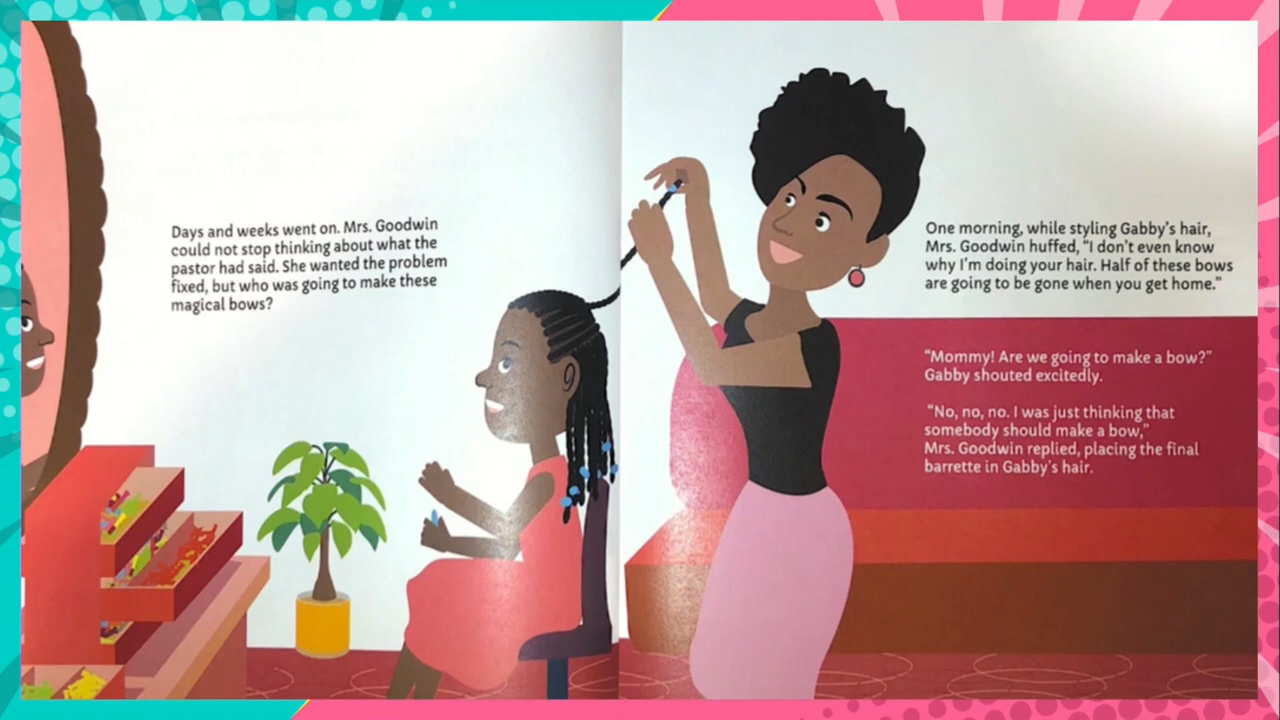 Days and weeks went on. Mrs. Goodwin
could not stop thinking about what the
pastor had said. She wanted the problem
fixed, but who was going to make these
magical bows?
One morning, while styling Gabby’s hair,
Mrs. Goodwin huffed, “I don’t even know
why I’m doing your hair. Half of these bows
are going to be gone when you get home.”
“Mommy! Are we going to make a bow?”
Gabby shouted excitedly.
“No, no, no. I was just thinking that
somebody should make a bow,”
Mrs. Goodwin replied, placing the final
barrette in Gabby’s hair.